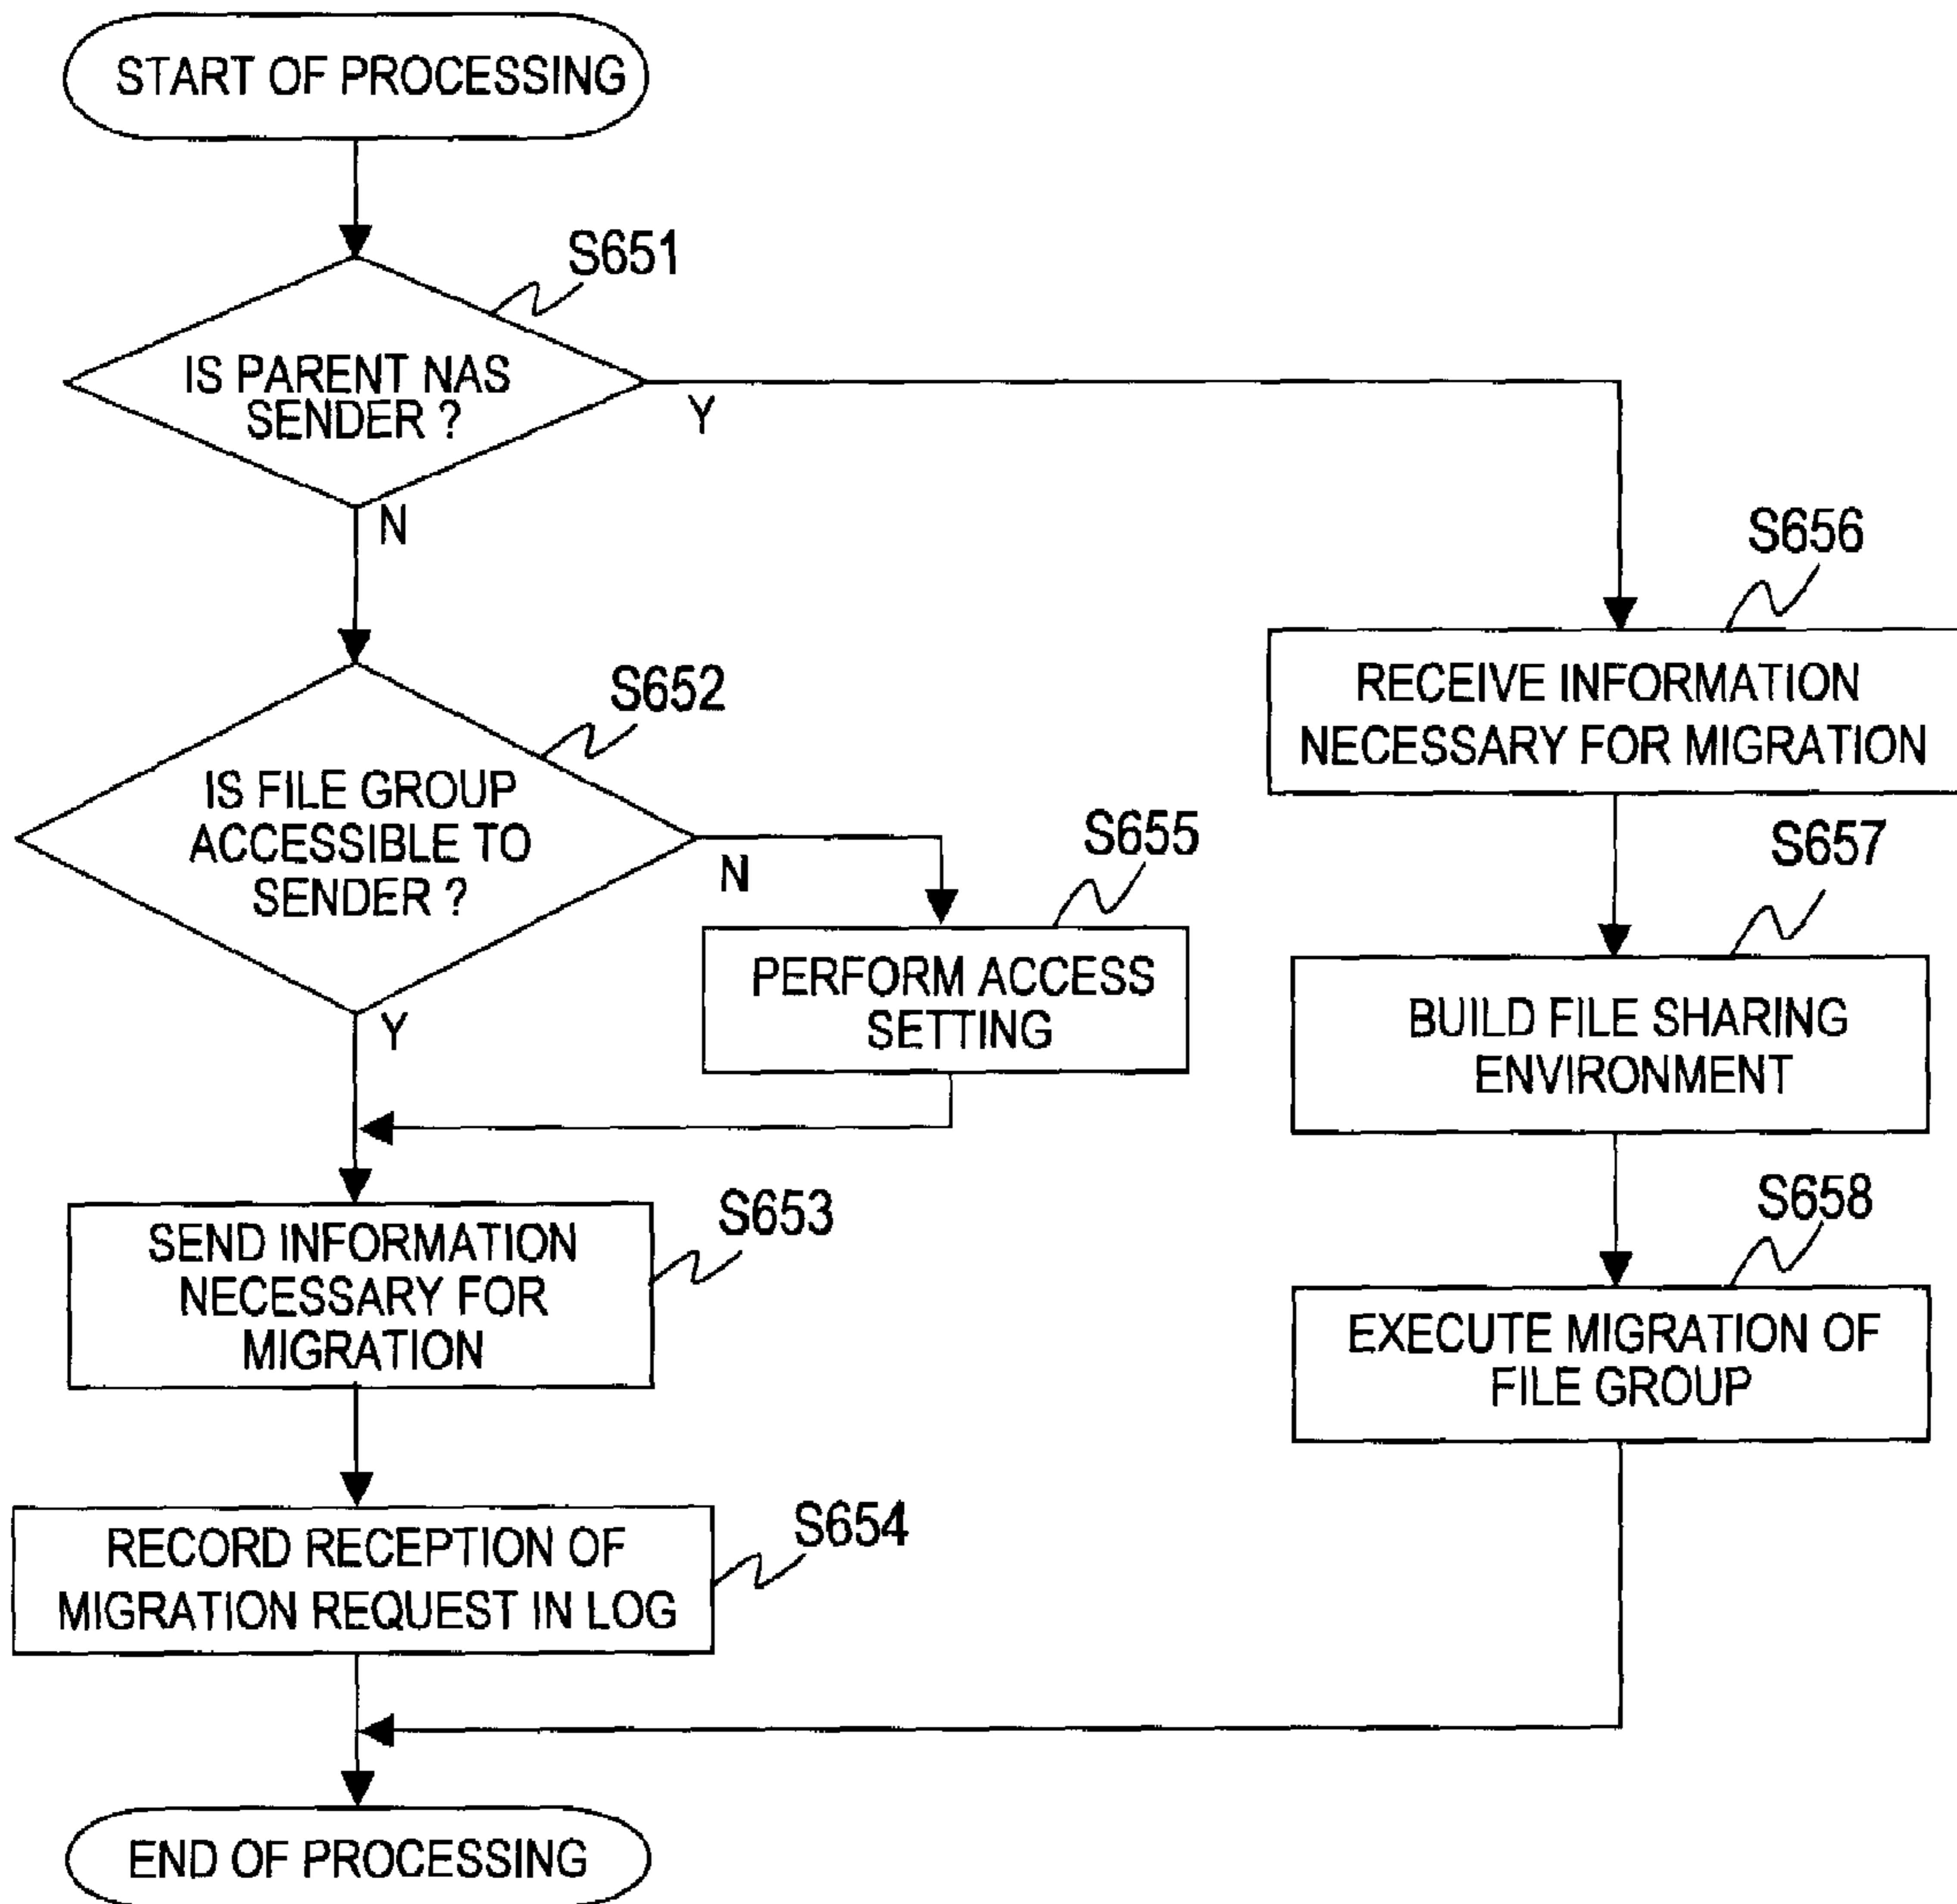 START OF PROCESSING
S651
IS PARENT NAS
SENDER ?
Y
N
S652
IS FILE GROUP
ACCESSIBLE TO
SENDER ?
N
Y
S655
PERFORM ACCESS
SETTING
S653
SEND INFORMATION
NECESSARY FOR
MIGRATION
S654
RECORD RECEPTION OF
MIGRATION REQUEST IN LOG
S656
RECEIVE INFORMATION
NECESSARY FOR MIGRATION
S657
BUILD FILE SHARING
ENVIRONMENT
S658
EXECUTE MIGRATION OF
FILE GROUP
END OF PROCESSING